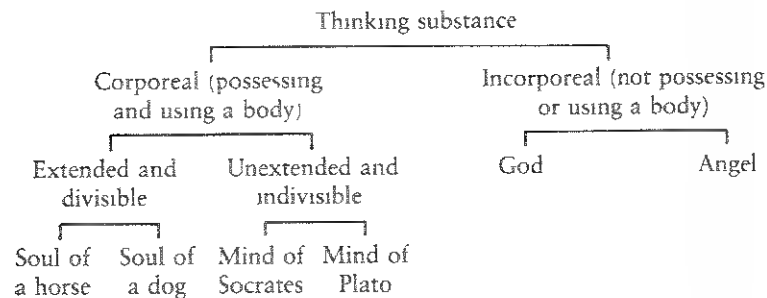 Thinking substance
Corporeal (possessing
and using a body)
Incorporeal (not possessing
or using a body)
Extended and
divisible
Unextended and
indivisible
God
Angel
Soul of
a horse
Soul of
a dog
Mind of
Socrates
Mind of
Plato